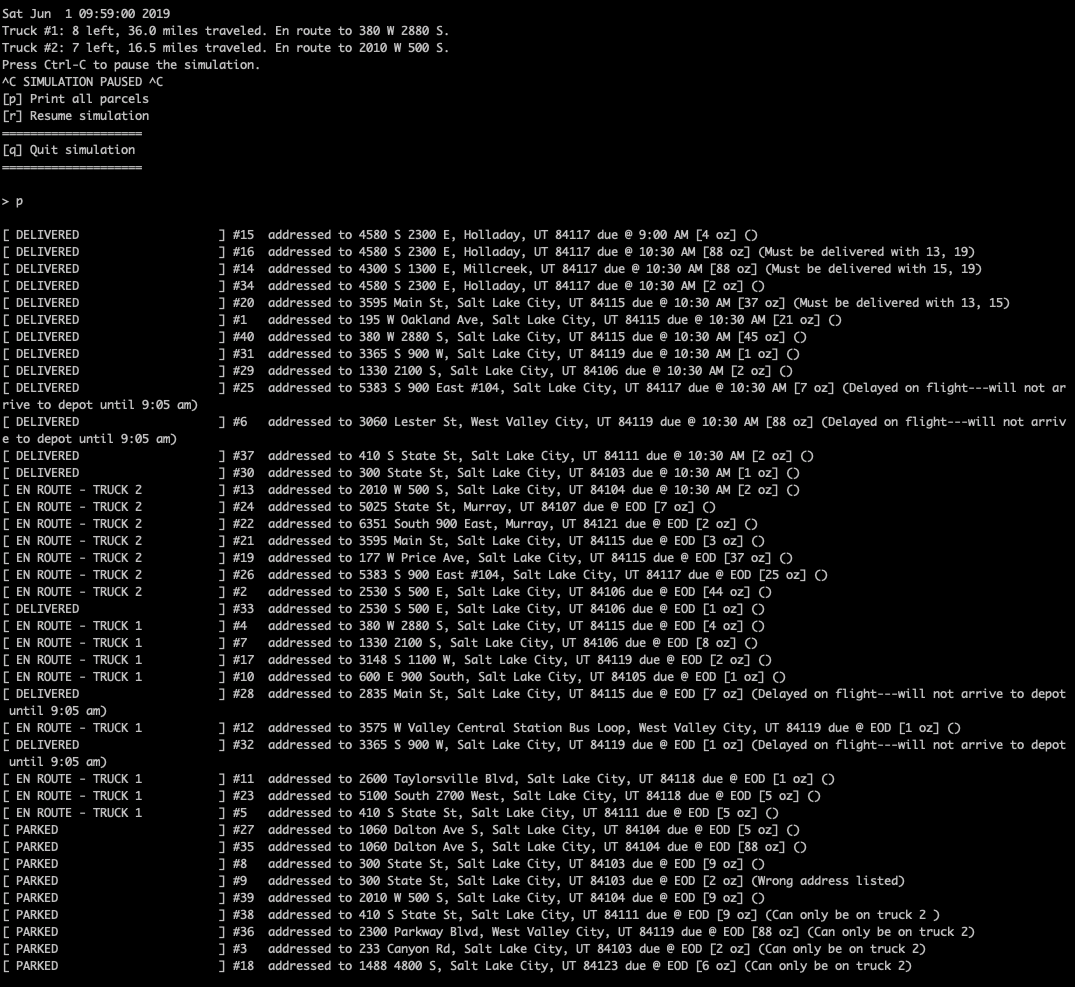 Sat Jun  1 09:59:00 2019
Truck #1: 8 left, 36.0 miles traveled. En route to 380 W 2880 S.
Truck #2: 7 left, 16.5 miles traveled. En route to 2010 W 500 S.
Press Ctrl-C to pause the simulation.
^C SIMULATION PAUSED ^C
[p] Print all parcels
[r] Resume simulation
====================
[q] Quit simulation
====================
> p
[ DELIVERED                    ] #15  addressed to 4580 S 2300 E, Holladay, UT 84117 due @ 9:00 AM [4 oz] ()
[ DELIVERED                    ] #16  addressed to 4580 S 2300 E, Holladay, UT 84117 due @ 10:30 AM [88 oz] (Must be delivered with 13, 19)
[ DELIVERED                    ] #14  addressed to 4300 S 1300 E, Millcreek, UT 84117 due @ 10:30 AM [88 oz] (Must be delivered with 15, 19)
[ DELIVERED                    ] #34  addressed to 4580 S 2300 E, Holladay, UT 84117 due @ 10:30 AM [2 oz] ()
[ DELIVERED                    ] #20  addressed to 3595 Main St, Salt Lake City, UT 84115 due @ 10:30 AM [37 oz] (Must be delivered with 13, 15)
[ DELIVERED                    ] #1   addressed to 195 W Oakland Ave, Salt Lake City, UT 84115 due @ 10:30 AM [21 oz] ()
[ DELIVERED                    ] #40  addressed to 380 W 2880 S, Salt Lake City, UT 84115 due @ 10:30 AM [45 oz] ()
[ DELIVERED                    ] #31  addressed to 3365 S 900 W, Salt Lake City, UT 84119 due @ 10:30 AM [1 oz] ()
[ DELIVERED                    ] #29  addressed to 1330 2100 S, Salt Lake City, UT 84106 due @ 10:30 AM [2 oz] ()
[ DELIVERED                    ] #25  addressed to 5383 S 900 East #104, Salt Lake City, UT 84117 due @ 10:30 AM [7 oz] (Delayed on flight---will not ar
rive to depot until 9:05 am)
[ DELIVERED                    ] #6   addressed to 3060 Lester St, West Valley City, UT 84119 due @ 10:30 AM [88 oz] (Delayed on flight---will not arriv
e to depot until 9:05 am)
[ DELIVERED                    ] #37  addressed to 410 S State St, Salt Lake City, UT 84111 due @ 10:30 AM [2 oz] ()
[ DELIVERED                    ] #30  addressed to 300 State St, Salt Lake City, UT 84103 due @ 10:30 AM [1 oz] ()
[ EN ROUTE - TRUCK 2           ] #13  addressed to 2010 W 500 S, Salt Lake City, UT 84104 due @ 10:30 AM [2 oz] ()
[ EN ROUTE - TRUCK 2           ] #24  addressed to 5025 State St, Murray, UT 84107 due @ EOD [7 oz] ()
[ EN ROUTE - TRUCK 2           ] #22  addressed to 6351 South 900 East, Murray, UT 84121 due @ EOD [2 oz] ()
[ EN ROUTE - TRUCK 2           ] #21  addressed to 3595 Main St, Salt Lake City, UT 84115 due @ EOD [3 oz] ()
[ EN ROUTE - TRUCK 2           ] #19  addressed to 177 W Price Ave, Salt Lake City, UT 84115 due @ EOD [37 oz] ()
[ EN ROUTE - TRUCK 2           ] #26  addressed to 5383 S 900 East #104, Salt Lake City, UT 84117 due @ EOD [25 oz] ()
[ EN ROUTE - TRUCK 2           ] #2   addressed to 2530 S 500 E, Salt Lake City, UT 84106 due @ EOD [44 oz] ()
[ DELIVERED                    ] #33  addressed to 2530 S 500 E, Salt Lake City, UT 84106 due @ EOD [1 oz] ()
[ EN ROUTE - TRUCK 1           ] #4   addressed to 380 W 2880 S, Salt Lake City, UT 84115 due @ EOD [4 oz] ()
[ EN ROUTE - TRUCK 1           ] #7   addressed to 1330 2100 S, Salt Lake City, UT 84106 due @ EOD [8 oz] ()
[ EN ROUTE - TRUCK 1           ] #17  addressed to 3148 S 1100 W, Salt Lake City, UT 84119 due @ EOD [2 oz] ()
[ EN ROUTE - TRUCK 1           ] #10  addressed to 600 E 900 South, Salt Lake City, UT 84105 due @ EOD [1 oz] ()
[ DELIVERED                    ] #28  addressed to 2835 Main St, Salt Lake City, UT 84115 due @ EOD [7 oz] (Delayed on flight---will not arrive to depot
 until 9:05 am)
[ EN ROUTE - TRUCK 1           ] #12  addressed to 3575 W Valley Central Station Bus Loop, West Valley City, UT 84119 due @ EOD [1 oz] ()
[ DELIVERED                    ] #32  addressed to 3365 S 900 W, Salt Lake City, UT 84119 due @ EOD [1 oz] (Delayed on flight---will not arrive to depot
 until 9:05 am)
[ EN ROUTE - TRUCK 1           ] #11  addressed to 2600 Taylorsville Blvd, Salt Lake City, UT 84118 due @ EOD [1 oz] ()
[ EN ROUTE - TRUCK 1           ] #23  addressed to 5100 South 2700 West, Salt Lake City, UT 84118 due @ EOD [5 oz] ()
[ EN ROUTE - TRUCK 1           ] #5   addressed to 410 S State St, Salt Lake City, UT 84111 due @ EOD [5 oz] ()
[ PARKED                       ] #27  addressed to 1060 Dalton Ave S, Salt Lake City, UT 84104 due @ EOD [5 oz] ()
[ PARKED                       ] #35  addressed to 1060 Dalton Ave S, Salt Lake City, UT 84104 due @ EOD [88 oz] ()
[ PARKED                       ] #8   addressed to 300 State St, Salt Lake City, UT 84103 due @ EOD [9 oz] ()
[ PARKED                       ] #9   addressed to 300 State St, Salt Lake City, UT 84103 due @ EOD [2 oz] (Wrong address listed)
[ PARKED                       ] #39  addressed to 2010 W 500 S, Salt Lake City, UT 84104 due @ EOD [9 oz] ()
[ PARKED                       ] #38  addressed to 410 S State St, Salt Lake City, UT 84111 due @ EOD [9 oz] (Can only be on truck 2 )
[ PARKED                       ] #36  addressed to 2300 Parkway Blvd, West Valley City, UT 84119 due @ EOD [88 oz] (Can only be on truck 2)
[ PARKED                       ] #3   addressed to 233 Canyon Rd, Salt Lake City, UT 84103 due @ EOD [2 oz] (Can only be on truck 2)
[ PARKED                       ] #18  addressed to 1488 4800 S, Salt Lake City, UT 84123 due @ EOD [6 oz] (Can only be on truck 2)